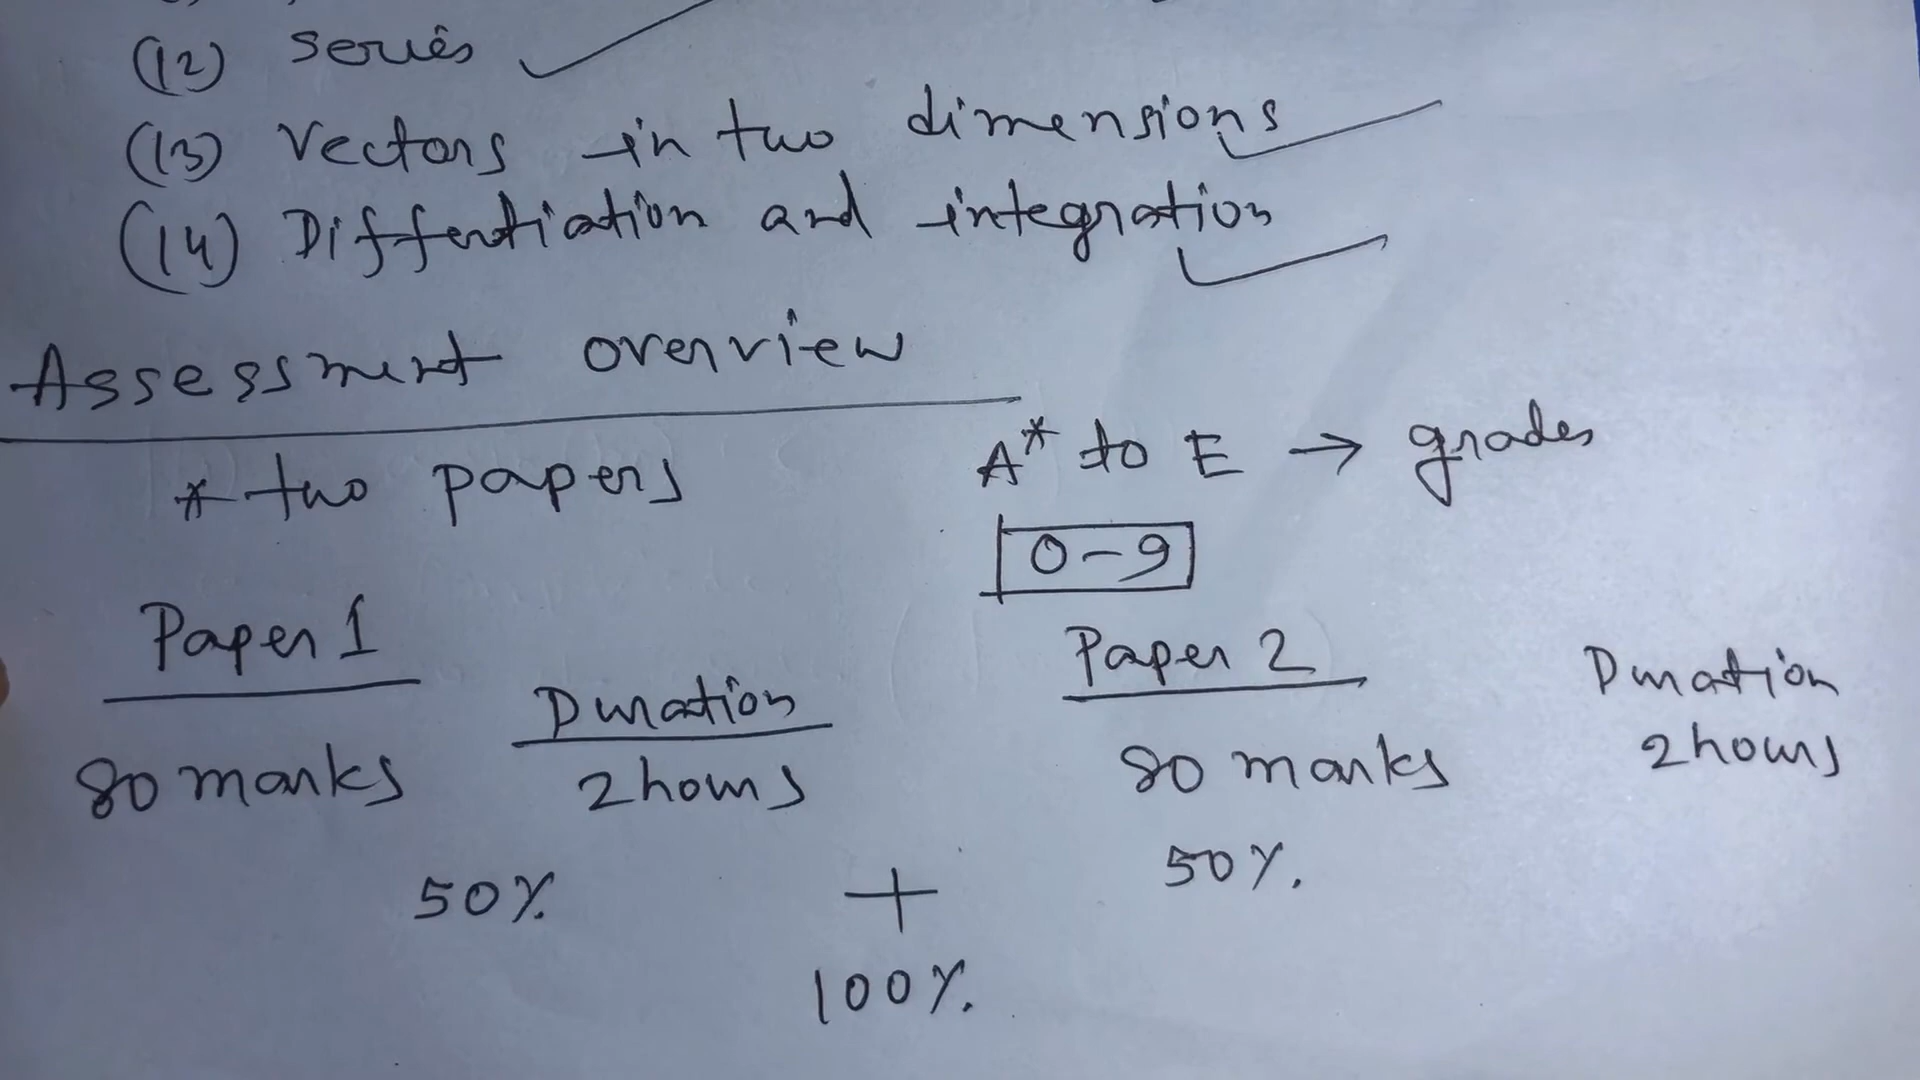 (12) series
(13) Vectors in two dimensions
(14) Differtiation and integration
Assessment overview
* two papers
A* to E → grades
0-9
Paper 1
Duration
80 marks
2 hours
50%
Paper 2
Duration
80 marks
2 hours
50%.
+
100%.